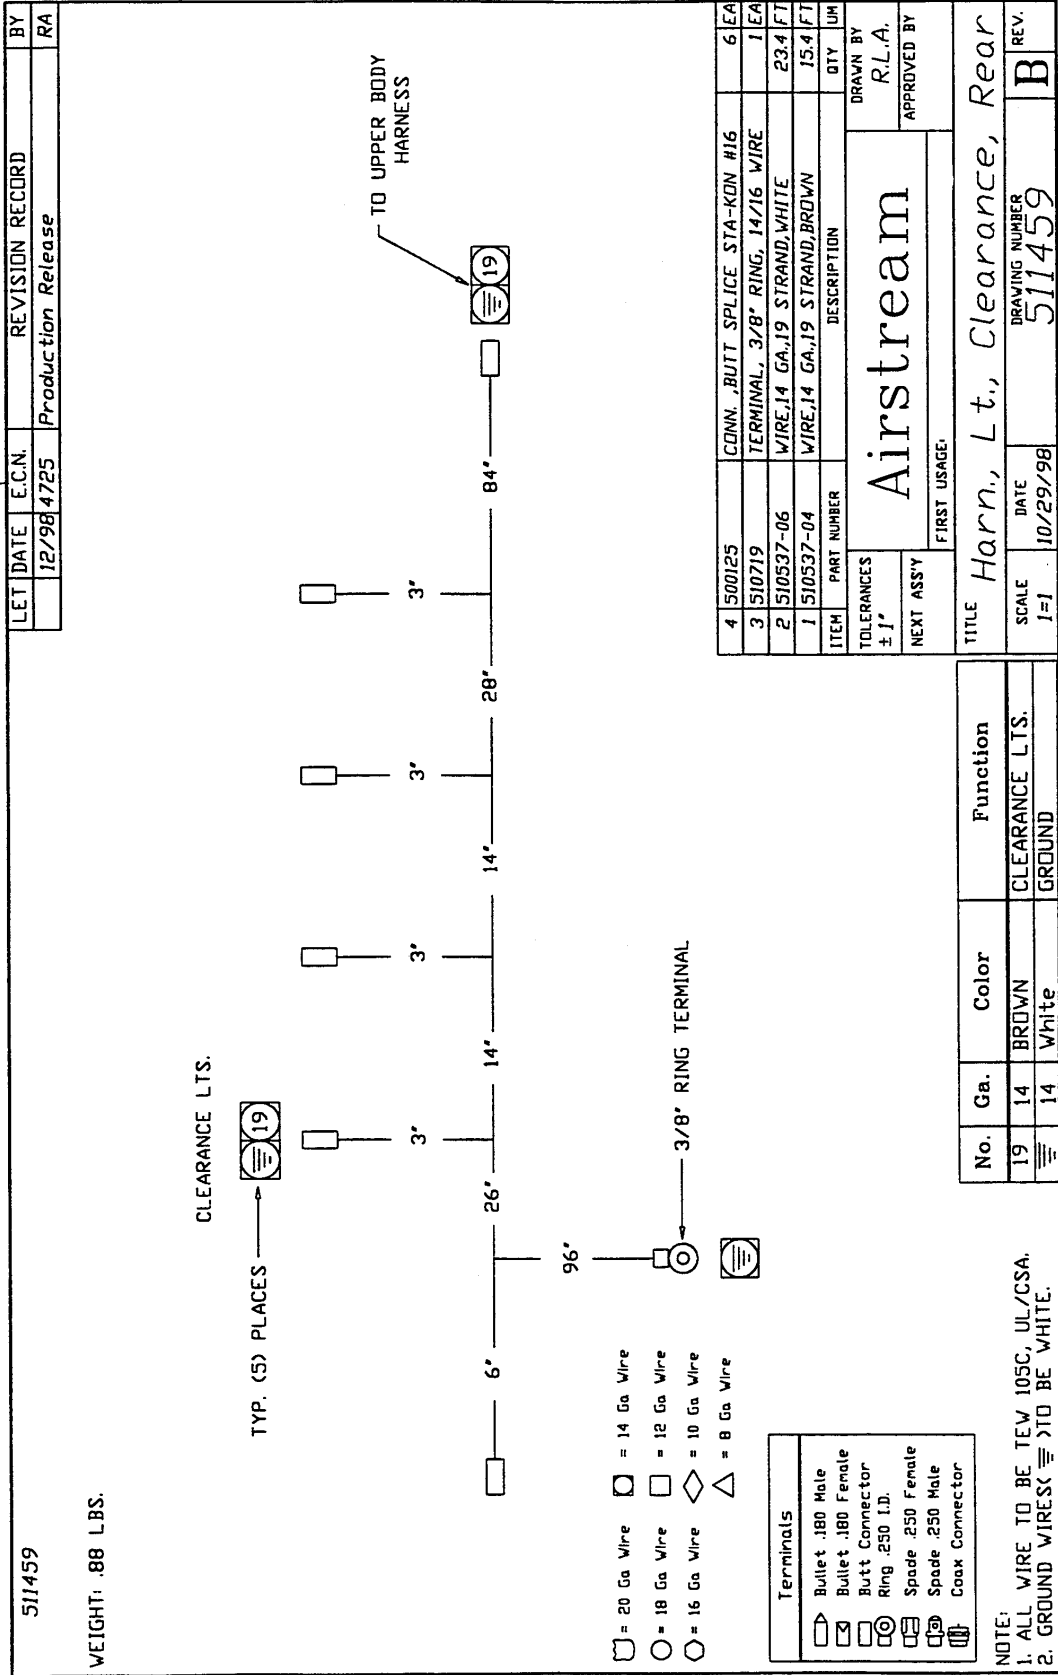 511459
WEIGHT: .88 LBS.
LET DATE E.C.N. REVISION RECORD BY
12/98 4725 Production Release RA
CLEARANCE LTS.
TYP. (5) PLACES
19
TO UPPER BODY
HARNESS
19
3" 3" 3" 3"
6" 26" 14" 14" 28" 84"
96"
3/8" RING TERMINAL
= 20 Ga Wire = 14 Ga Wire
= 18 Ga Wire = 12 Ga Wire
= 16 Ga Wire = 10 Ga Wire
= 8 Ga Wire
Terminals
Bullet .180 Male
Bullet .180 Female
Butt Connector
Ring .250 I.D.
Spade .250 Female
Spade .250 Male
Coax Connector
NOTE:
1. ALL WIRE TO BE TEW 105C, UL/CSA.
2. GROUND WIRES( )TO BE WHITE.
No. Ga. Color Function
19 14 BROWN CLEARANCE LTS.
14 White GROUND
4 500125 CONN. ,BUTT SPLICE STA-KON #16 6 EA
3 510719 TERMINAL, 3/8" RING, 14/16 WIRE 1 EA
2 510537-06 WIRE,14 GA.,19 STRAND,WHITE 23.4 FT
1 510537-04 WIRE,14 GA.,19 STRAND,BROWN 15.4 FT
ITEM PART NUMBER DESCRIPTION QTY UM
TOLERANCES
± 1"
NEXT ASS'Y
Airstream
FIRST USAGE:
DRAWN BY
R.L.A.
APPROVED BY
TITLE
Harn., Lt., Clearance, Rear
SCALE
1=1
DATE
10/29/98
DRAWING NUMBER
511459
B
REV.